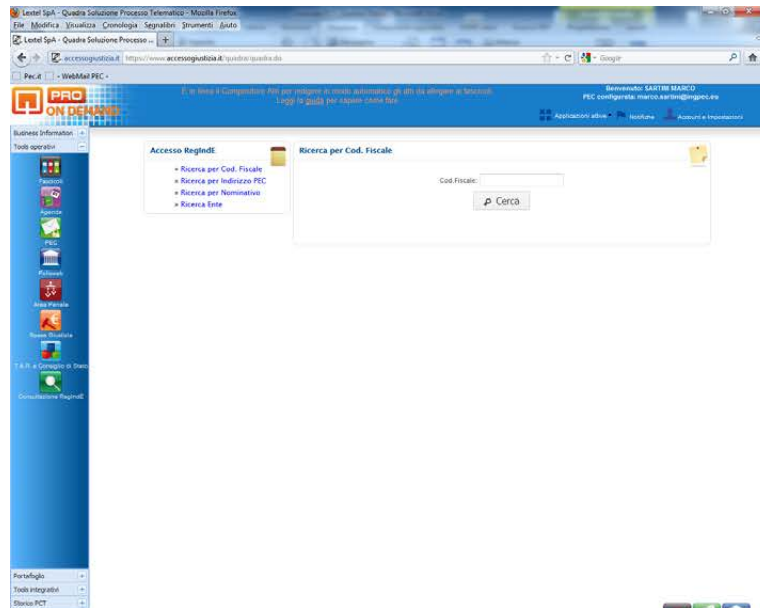 Lextel SpA - Quadra Soluzione Processo Telematico - Mozilla Firefox
File Modifica Visualizza Cronologia Segnalibri Strumenti Aiuto
Lextel SpA - Quadra Soluzione Processo ... +
accessogiustizia.it https://www.accessogiustizia.it/quadra/quadra.do
Google
Pec.it WebMail PEC
PRO
ON DEMAND
È in linea il Compositore Atti per redigere in modo automatico gli atti da allegare ai fascicoli.
Leggi la guida per sapere come fare.
Benvenuto: SARTINI MARCO
PEC configurata: marco.sartini@ingpec.eu
Applicazioni attive Notifiche Account e Impostazioni
Business Information
Tools operativi
Fascicoli
Agenda
PEC
Polisweb
Area Penale
T.A.R. e Consiglio di Stato
Consultazione RegIndE
Accesso RegIndE
» Ricerca per Cod. Fiscale
» Ricerca per Indirizzo PEC
» Ricerca per Nominativo
» Ricerca Ente
Ricerca per Cod. Fiscale
Cod.Fiscale:
Cerca
Portafoglio
Tools integrativi
Storico PCT